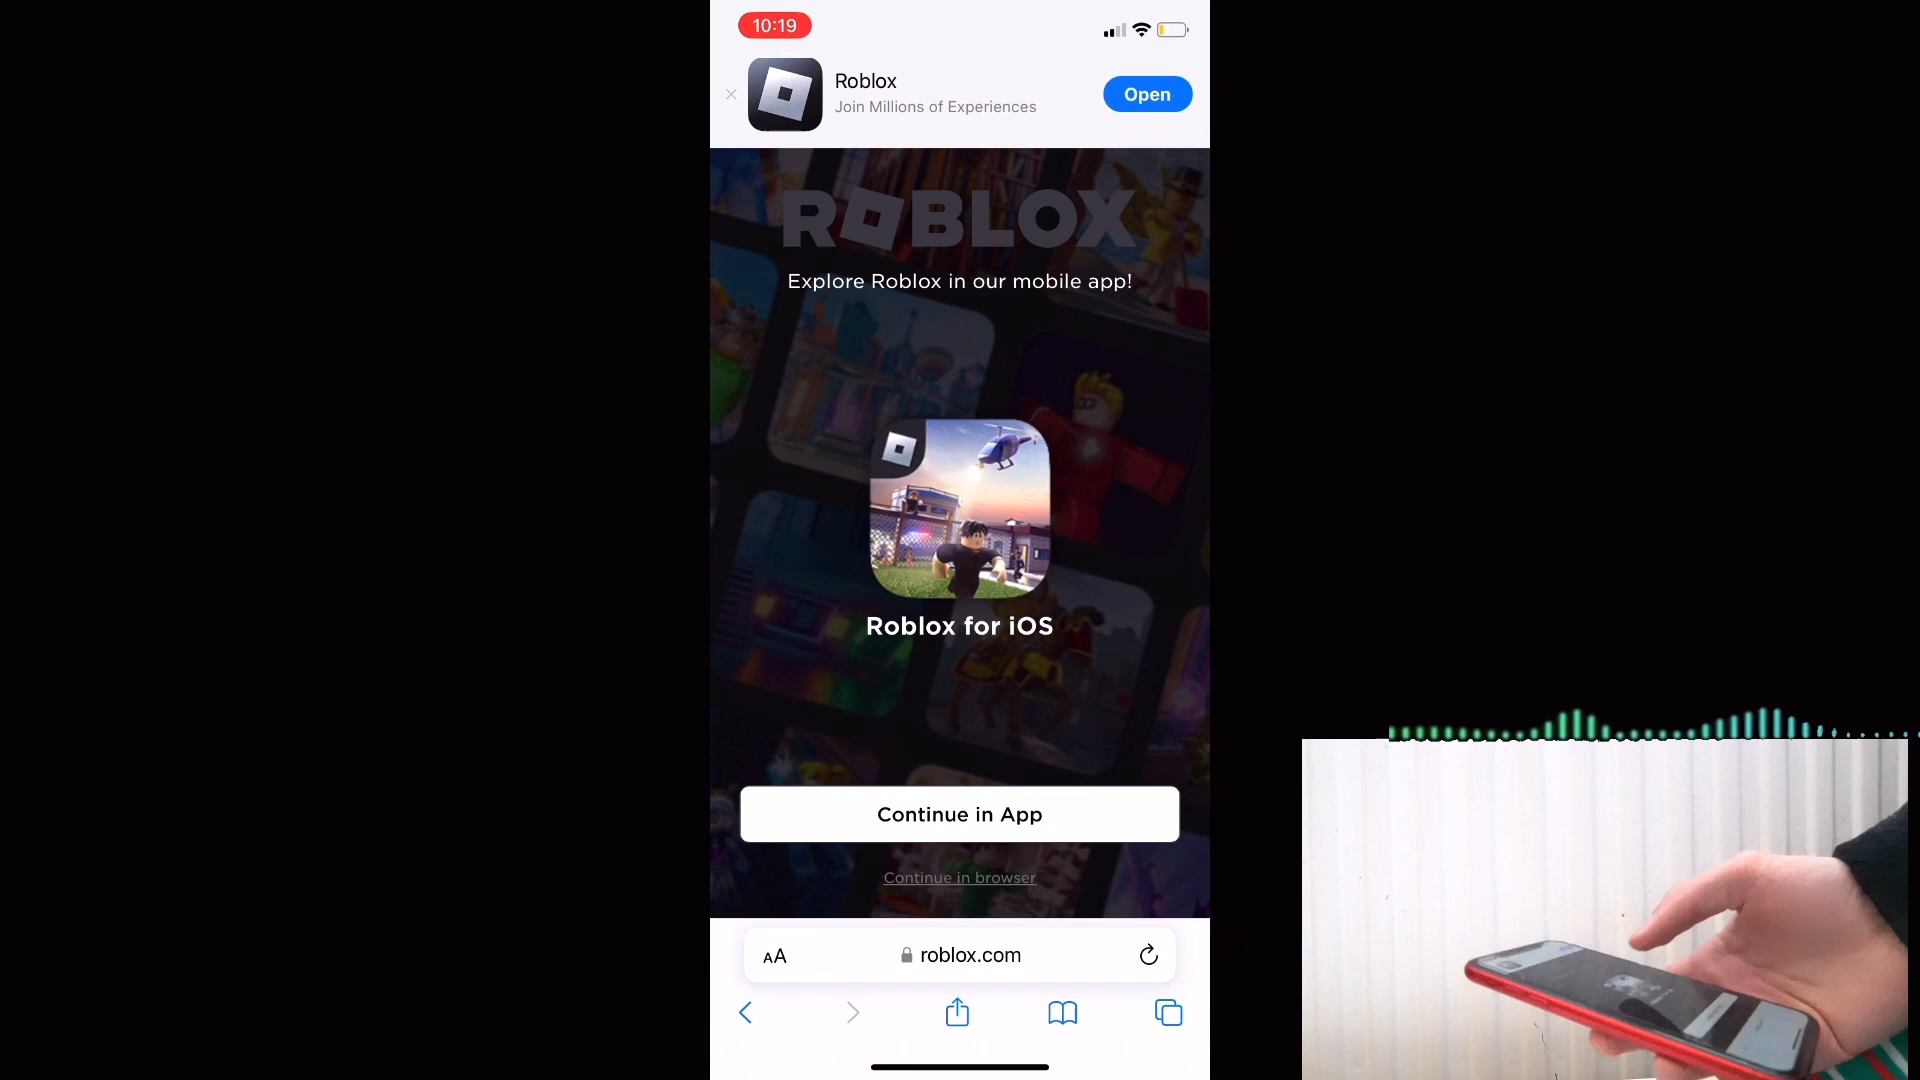 10:19
Roblox
Join Millions of Experiences
Open
ROBLOX
Explore Roblox in our mobile app!
Roblox for iOS
Continue in App
Continue in browser
AA
roblox.com